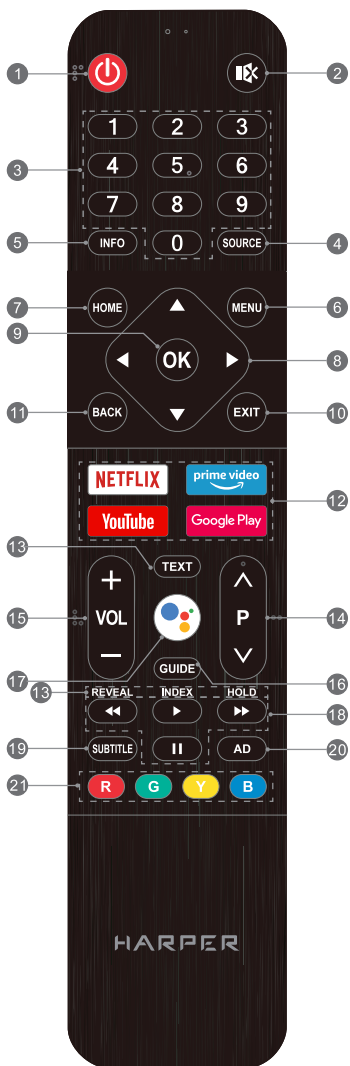 1
2
1 2 3
3
4 5 6
7 8 9
5
INFO
0
SOURCE
4
7
HOME
MENU
6
9
OK
8
11
BACK
EXIT
10
NETFLIX
prime video
12
YouTube
Google Play
13
TEXT
+
VOL
−
15
P
14
17
GUIDE
16
13
REVEAL
INDEX
HOLD
18
19
SUBTITLE
AD
20
21
R G Y B
HARPER